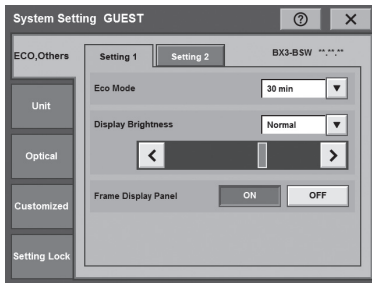 System Setting GUEST
ECO,Others
Setting 1
Setting 2
BX3-BSW **.**.**
Eco Mode
30 min
Unit
Display Brightness
Normal
Optical
Customized
Frame Display Panel
ON
OFF
Setting Lock